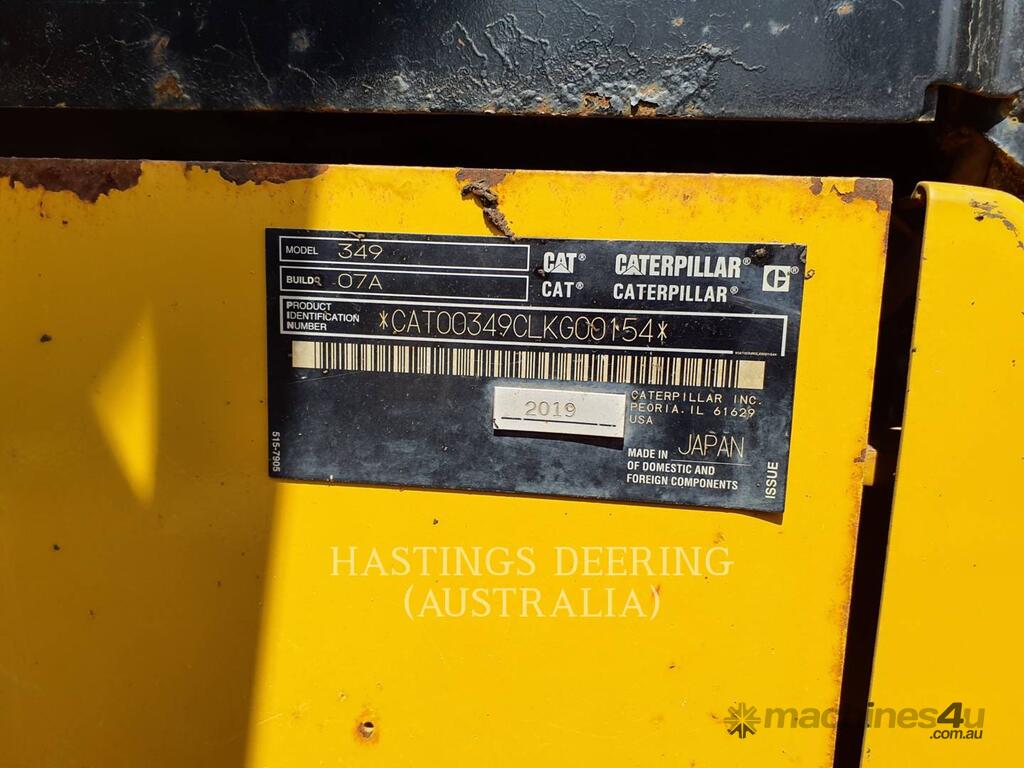 MODEL 349
BUILD 07A
CAT® CATERPILLAR®
CAT® CATERPILLAR®
PRODUCT
IDENTIFICATION
NUMBER
*CAT00349CLKG00154*
2019
CATERPILLAR INC.
PEORIA, IL 61629
USA
MADE IN JAPAN
OF DOMESTIC AND
FOREIGN COMPONENTS
515-7905
ISSUE
HASTINGS DEERING
(AUSTRALIA)
machines4u
.com.au